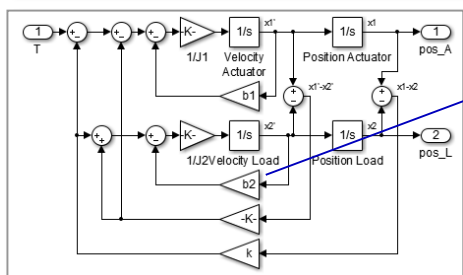 1
T
-K-
1/J1
1/s
Velocity
Actuator
x1'
1/s
Position Actuator
x1
1
pos_A
b1
x1'-x2'
x1-x2
-K-
1/J2
1/s
Velocity Load
x2'
1/s
Position Load
x2
2
pos_L
b2
-K-
k